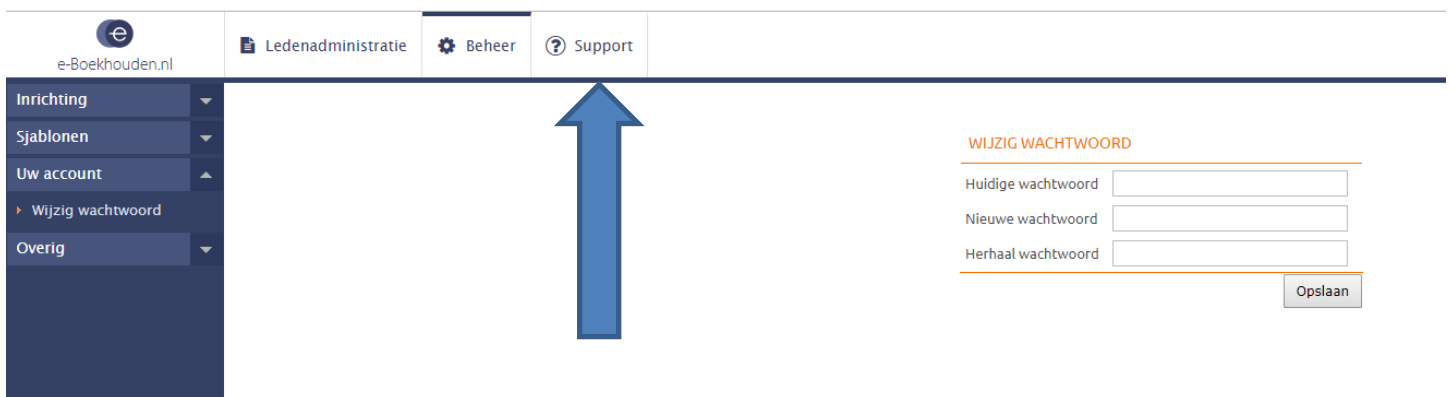 e-Boekhouden.nl
Ledenadministratie
Beheer
Support
Inrichting
Sjablonen
Uw account
Wijzig wachtwoord
Overig
WIJZIG WACHTWOORD
Huidige wachtwoord
Nieuwe wachtwoord
Herhaal wachtwoord
Opslaan